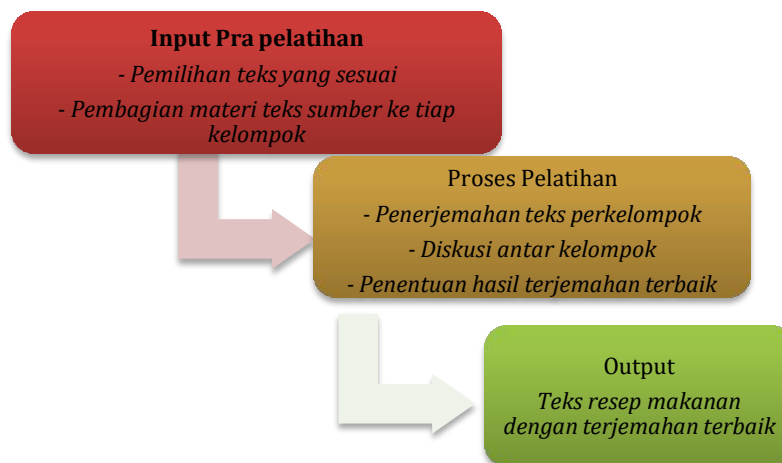 Input Pra pelatihan
- Pemilihan teks yang sesuai
- Pembagian materi teks sumber ke tiap
kelompok
Proses Pelatihan
- Penerjemahan teks perkelompok
- Diskusi antar kelompok
- Penentuan hasil terjemahan terbaik
Output
Teks resep makanan
dengan terjemahan terbaik